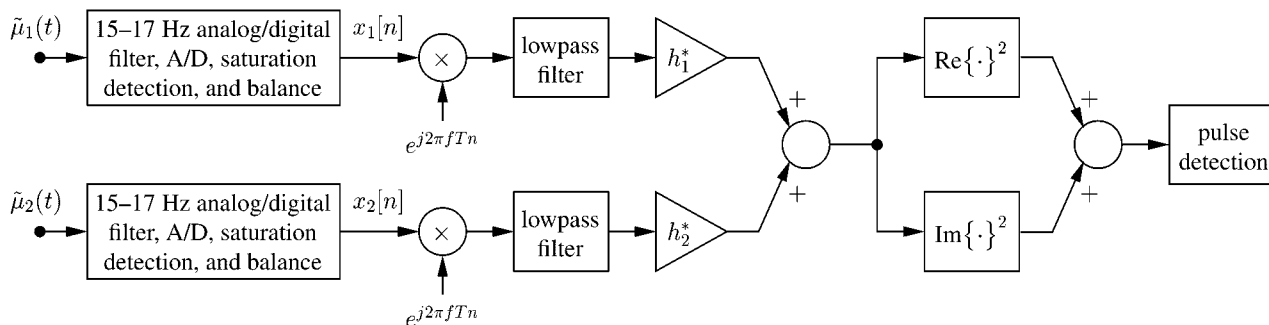 μ̃₁(t)
15–17 Hz analog/digital
filter, A/D, saturation
detection, and balance
x₁[n]
×
e^{j2πfTn}
lowpass
filter
h₁*
+
+
Re{·}²
Im{·}²
+
+
pulse
detection
μ̃₂(t)
15–17 Hz analog/digital
filter, A/D, saturation
detection, and balance
x₂[n]
×
e^{j2πfTn}
lowpass
filter
h₂*